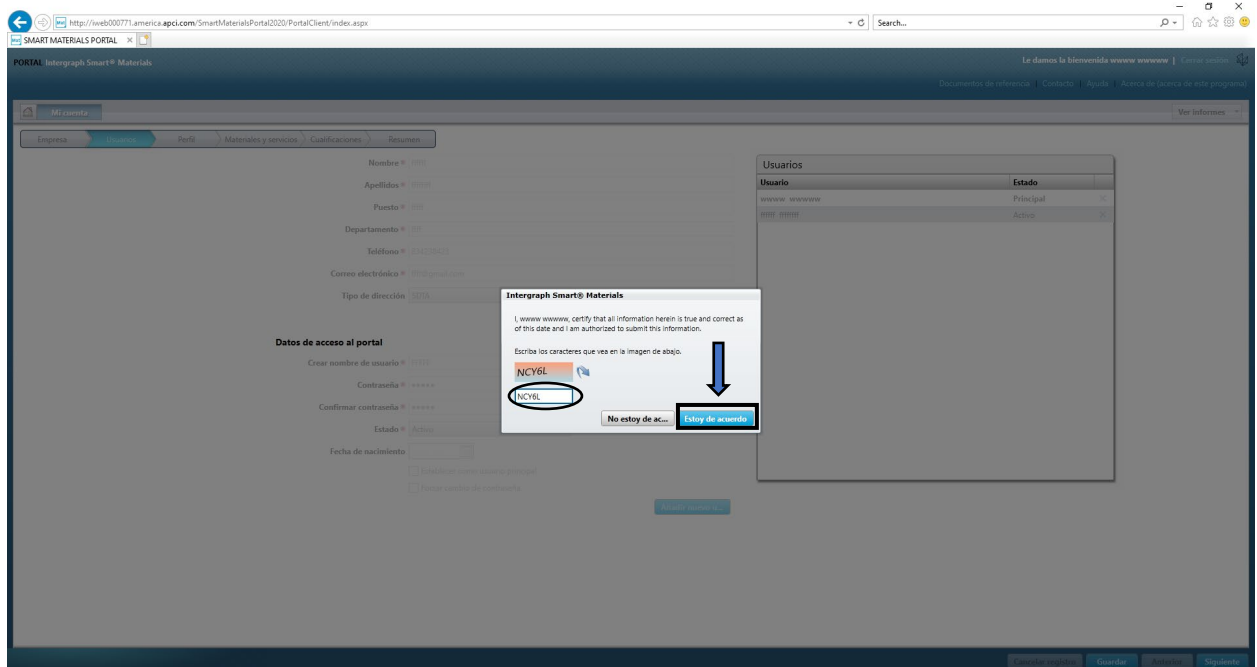 http://iweb000771.america.apci.com/SmartMaterialsPortal2020/PortalClient/index.aspx
Search...
SMART MATERIALS PORTAL
PORTAL Intergraph Smart® Materials
Le damos la bienvenida wwww wwwww | Cerrar sesión
Documentos de referencia | Contacto | Ayuda | Acerca de (acerca de este programa)
Mi cuenta
Ver informes
Empresa Usuarios Perfil Materiales y servicios Cualificaciones Resumen
Nombre *
Apellidos *
Puesto *
Departamento *
Teléfono *
Correo electrónico *
Tipo de dirección
Datos de acceso al portal
Crear nombre de usuario *
Contraseña * *****
Confirmar contraseña * *****
Estado * Activo
Fecha de nacimiento
Usuarios
Usuario Estado
wwww wwwww Principal
Activo
Intergraph Smart® Materials
I, wwww wwwww, certify that all information herein is true and correct as
of this date and I am authorized to submit this information.
Escriba los caracteres que vea en la imagen de abajo.
NCY6L
NCY6L
No estoy de ac... Estoy de acuerdo
Cancelar registro Guardar Anterior Siguiente